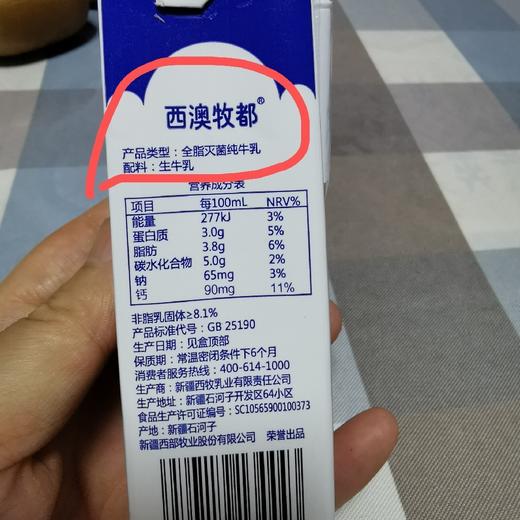 西澳牧都®
产品类型：全脂灭菌纯牛乳
配料：生牛乳
营养成分表
项目 每100mL NRV%
能量 277kJ 3%
蛋白质 3.0g 5%
脂肪 3.8g 6%
碳水化合物 5.0g 2%
钠 65mg 3%
钙 90mg 11%
非脂乳固体≥8.1%
产品标准代号：GB 25190
生产日期：见盒顶部
保质期：常温密闭条件下6个月
消费者服务热线：400-614-1000
生产商：新疆西牧乳业有限责任公司
生产地址：新疆石河子开发区64小区
食品生产许可证编号：SC10565900100373
产地：新疆石河子
新疆西部牧业股份有限公司 荣誉出品